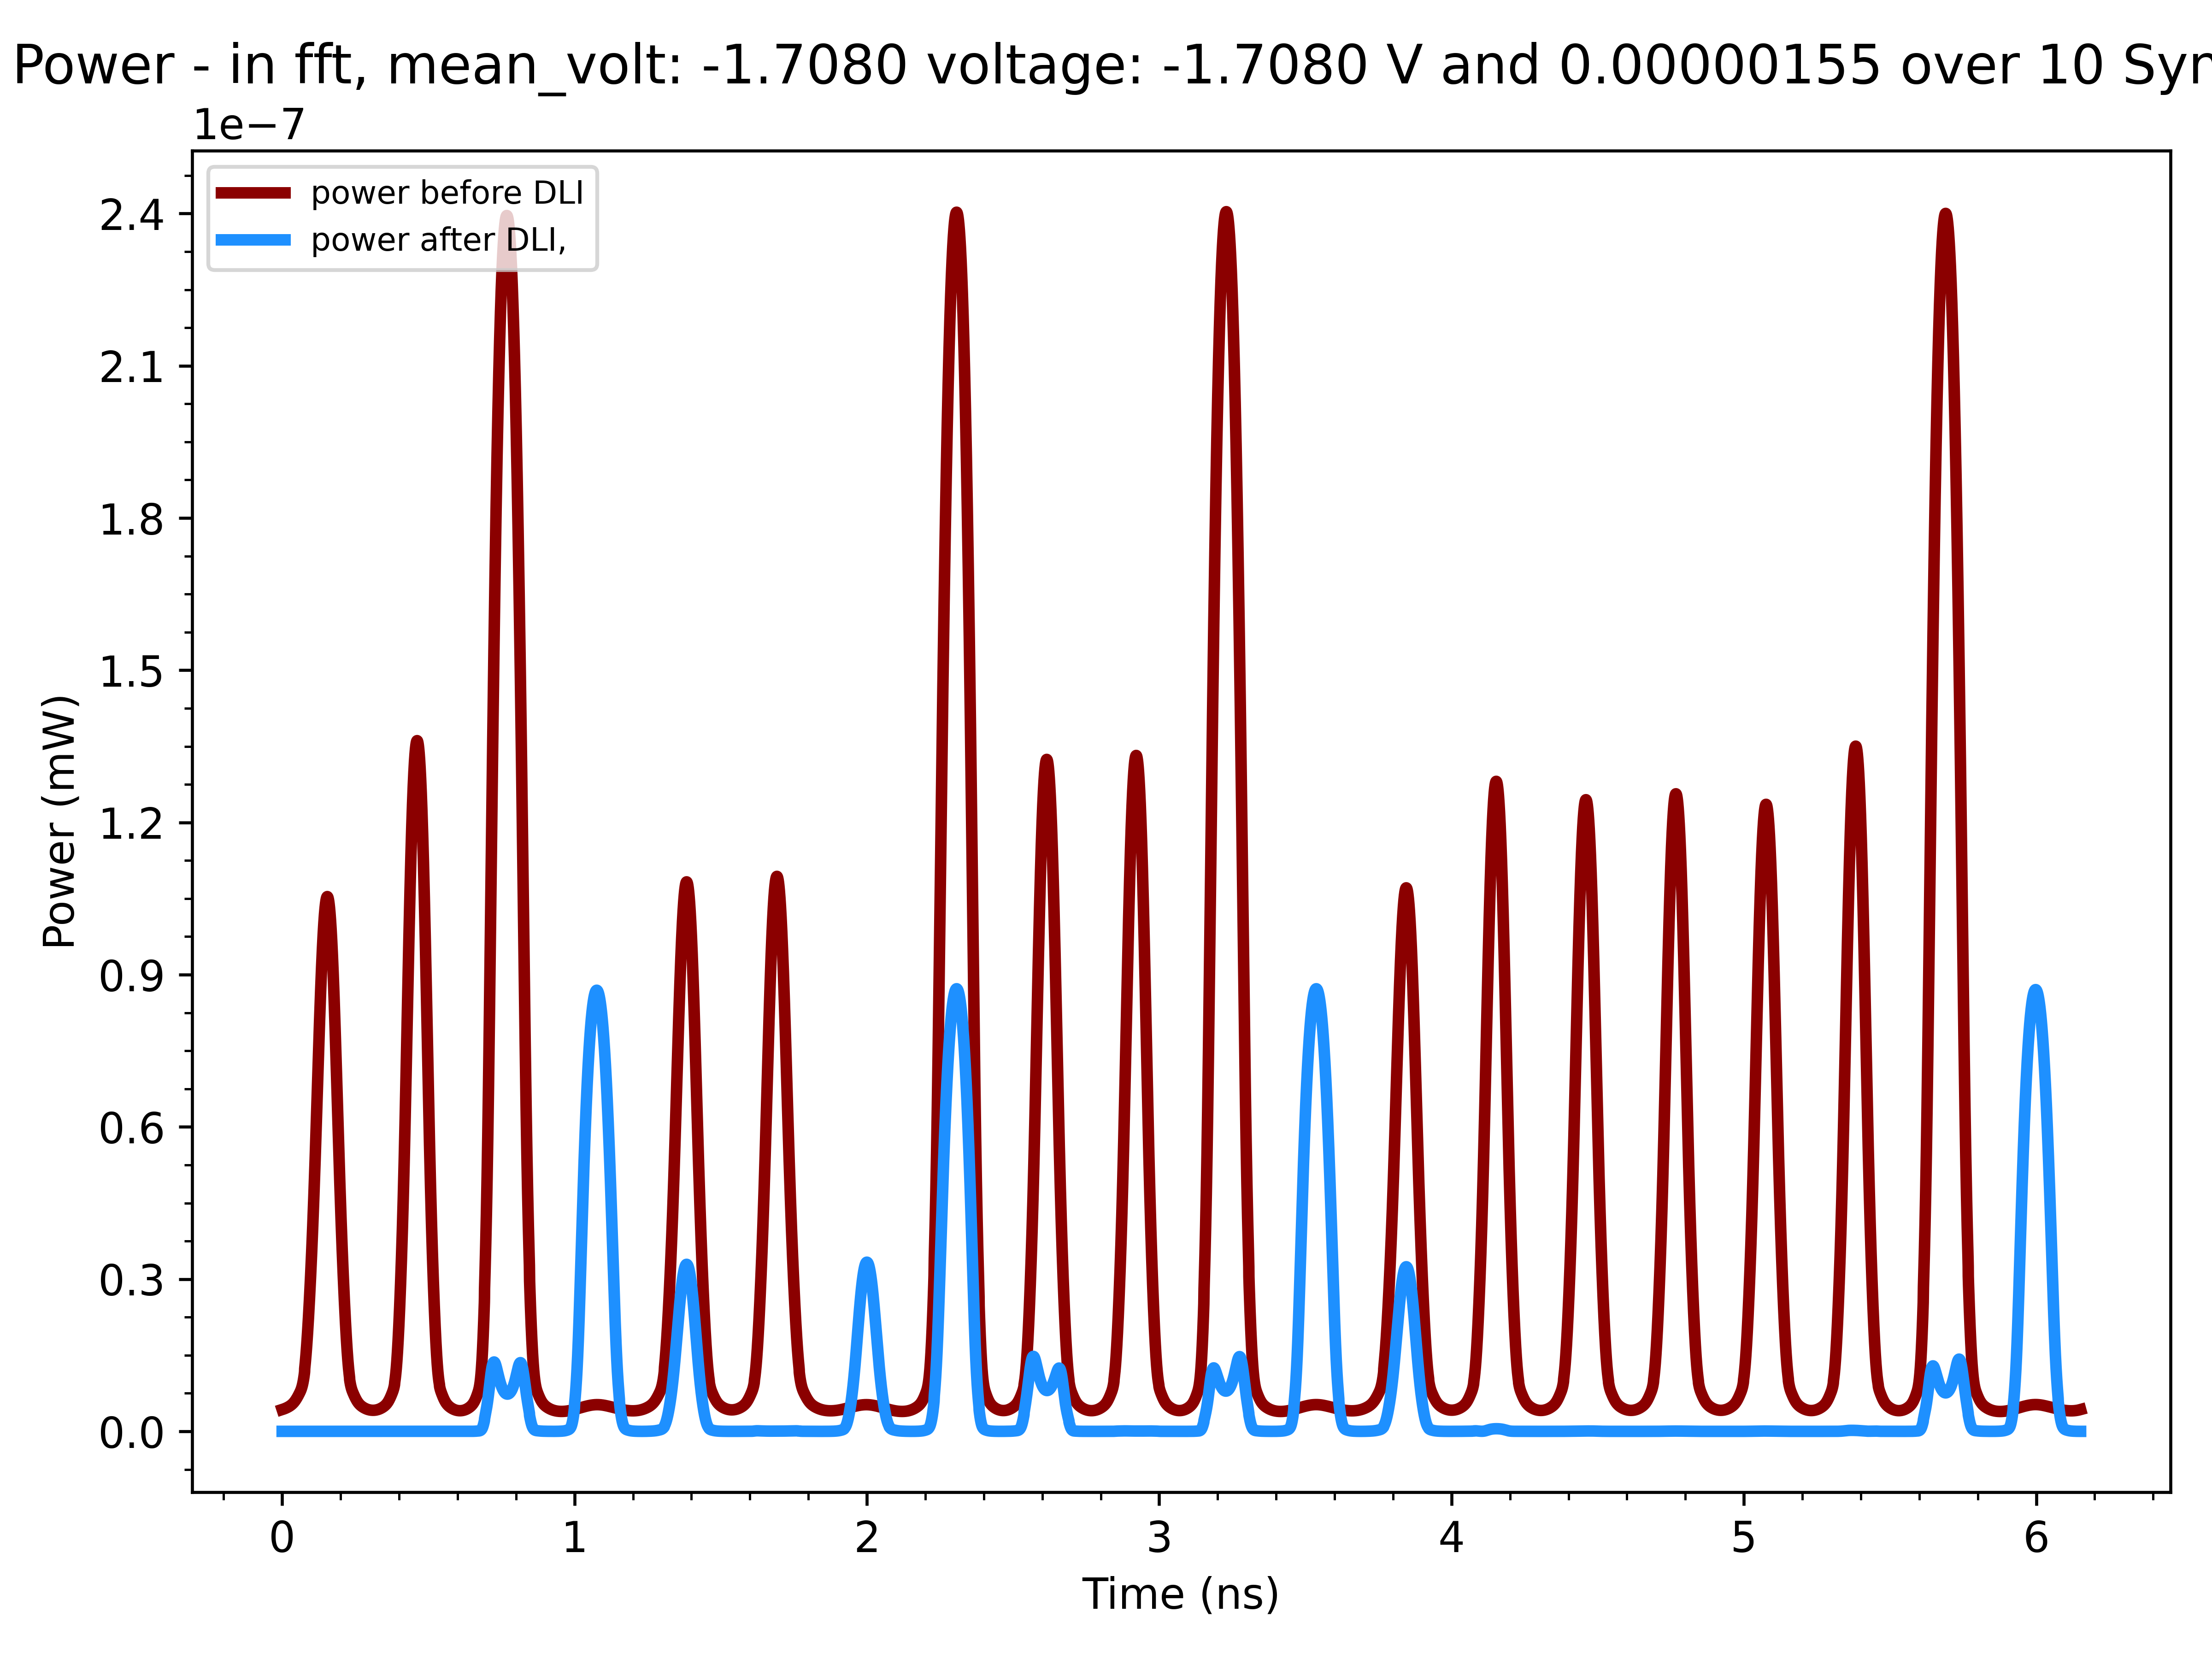 Power - in fft, mean_volt: -1.7080 voltage: -1.7080 V and 0.00000155 over 10 Syn
1e−7
power before DLI
power after DLI,
2.4
2.1
1.8
1.5
1.2
0.9
0.6
0.3
0.0
Power (mW)
0 1 2 3 4 5 6
Time (ns)